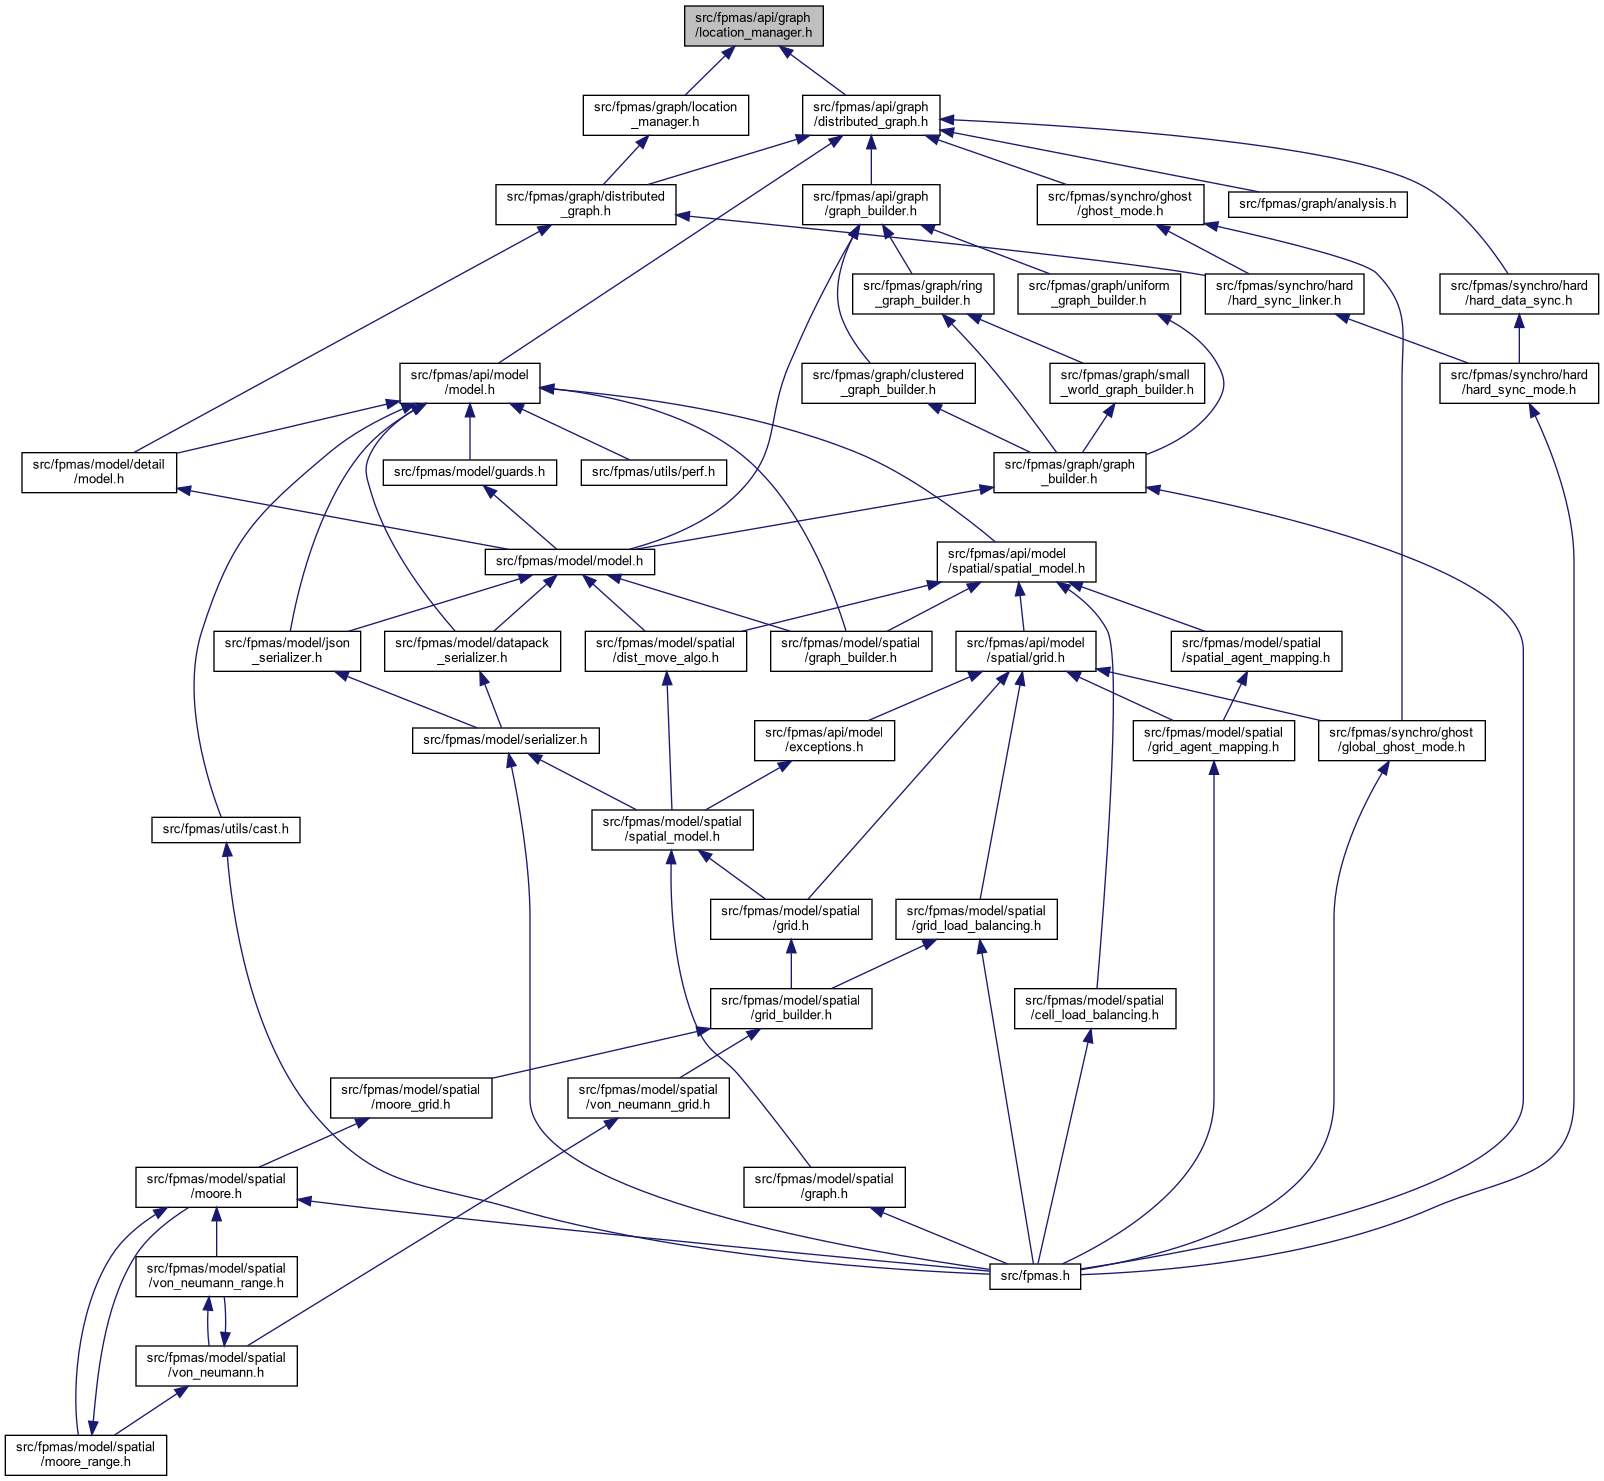 src/fpmas/api/graph
/location_manager.h
src/fpmas/graph/location
_manager.h
src/fpmas/api/graph
/distributed_graph.h
src/fpmas/graph/distributed
_graph.h
src/fpmas/api/graph
/graph_builder.h
src/fpmas/synchro/ghost
/ghost_mode.h
src/fpmas/graph/analysis.h
src/fpmas/graph/ring
_graph_builder.h
src/fpmas/graph/uniform
_graph_builder.h
src/fpmas/synchro/hard
/hard_sync_linker.h
src/fpmas/synchro/hard
/hard_data_sync.h
src/fpmas/api/model
/model.h
src/fpmas/graph/clustered
_graph_builder.h
src/fpmas/graph/small
_world_graph_builder.h
src/fpmas/synchro/hard
/hard_sync_mode.h
src/fpmas/model/detail
/model.h
src/fpmas/model/guards.h
src/fpmas/utils/perf.h
src/fpmas/graph/graph
_builder.h
src/fpmas/model/model.h
src/fpmas/api/model
/spatial/spatial_model.h
src/fpmas/model/json
_serializer.h
src/fpmas/model/datapack
_serializer.h
src/fpmas/model/spatial
/dist_move_algo.h
src/fpmas/model/spatial
/graph_builder.h
src/fpmas/api/model
/spatial/grid.h
src/fpmas/model/spatial
/spatial_agent_mapping.h
src/fpmas/model/serializer.h
src/fpmas/api/model
/exceptions.h
src/fpmas/model/spatial
/grid_agent_mapping.h
src/fpmas/synchro/ghost
/global_ghost_mode.h
src/fpmas/utils/cast.h
src/fpmas/model/spatial
/spatial_model.h
src/fpmas/model/spatial
/grid.h
src/fpmas/model/spatial
/grid_load_balancing.h
src/fpmas/model/spatial
/grid_builder.h
src/fpmas/model/spatial
/cell_load_balancing.h
src/fpmas/model/spatial
/moore_grid.h
src/fpmas/model/spatial
/von_neumann_grid.h
src/fpmas/model/spatial
/moore.h
src/fpmas/model/spatial
/graph.h
src/fpmas/model/spatial
/von_neumann_range.h
src/fpmas.h
src/fpmas/model/spatial
/von_neumann.h
src/fpmas/model/spatial
/moore_range.h